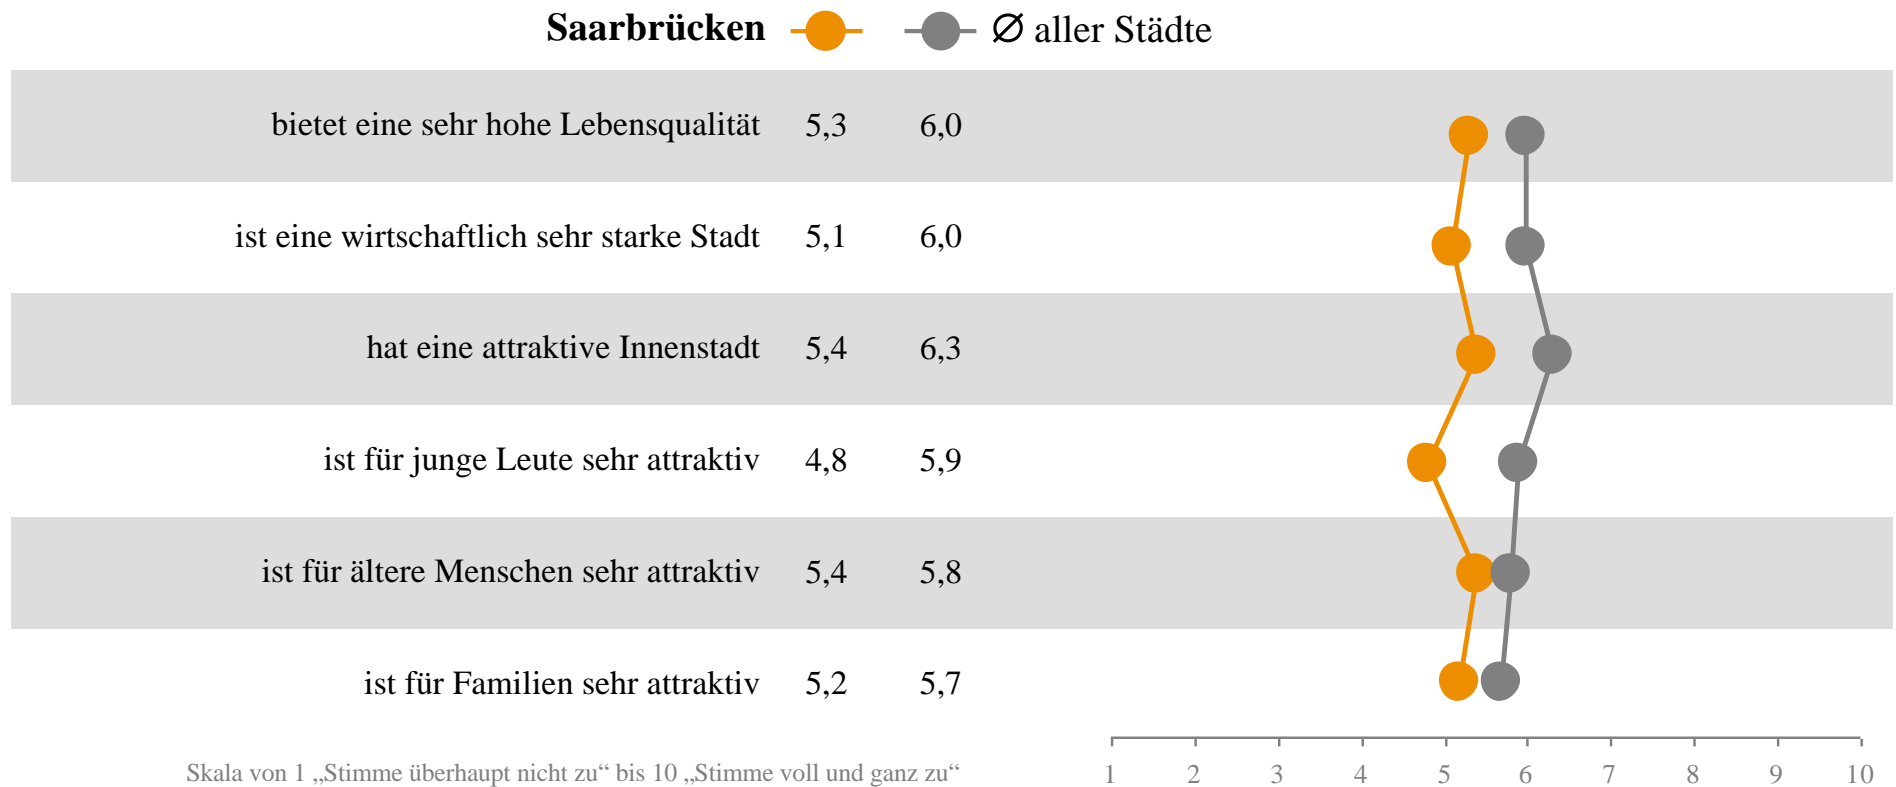 Saarbrücken Ø aller Städte
bietet eine sehr hohe Lebensqualität 5,3 6,0
ist eine wirtschaftlich sehr starke Stadt 5,1 6,0
hat eine attraktive Innenstadt 5,4 6,3
ist für junge Leute sehr attraktiv 4,8 5,9
ist für ältere Menschen sehr attraktiv 5,4 5,8
ist für Familien sehr attraktiv 5,2 5,7
Skala von 1 „Stimme überhaupt nicht zu“ bis 10 „Stimme voll und ganz zu“ 1 2 3 4 5 6 7 8 9 10